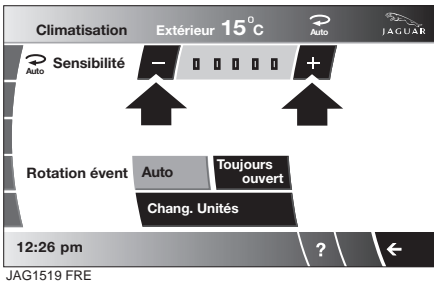 Climatisation Extérieur 15°C Auto JAGUAR
Auto Sensibilité − +
Rotation évent Auto Toujours ouvert
Chang. Unités
12:26 pm ? ←
JAG1519 FRE